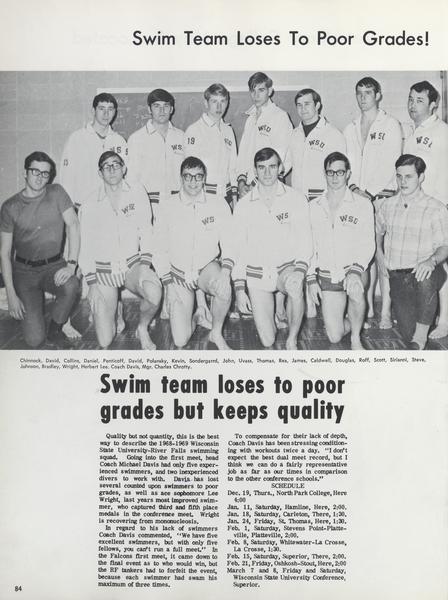 Swim Team Loses To Poor Grades!
WSU
WSU
WSU
WS
WSU
WSU
Chinnock, David, Collins, Daniel, Penticoff, David, Polansky, Kevin, Sondergaard, John, Uvass, Thomas, Rex, James, Caldwell, Douglas, Raff, Scott, Sirianni, Steve,
Johnson, Bradley, Wright, Herbert Lee. Coach Davis, Mgr. Charles Chrotty.
Swim team loses to poor
grades but keeps quality
Quality but not quantity, this is the best
way to describe the 1968-1969 Wisconsin
State University-River Falls swimming
squad. Going into the first meet, head
Coach Michael Davis had only five exper-
ienced swimmers, and two inexperienced
divers to work with. Davis has lost
several counted upon swimmers to poor
grades, as well as ace sophomore Lee
Wright, last years most improved swim-
mer, who captured third and fifth place
medals in the conference meet. Wright
is recovering from mononucleosis.
In regard to his lack of swimmers
Coach Davis commented, "We have five
excellent swimmers, but with only five
fellows, you can't run a full meet." In
the Falcons first meet, it came down to
the final event as to who would win, but
the RF tankers had to forfeit the event,
because each swimmer had swam his
maximum of three times.
To compensate for their lack of depth,
Coach Davis has been stressing condition-
ing with workouts twice a day. "I don't
expect the best dual meet record, but I
think we can do a fairly representative
job as far as our times in comparison
to the other conference schools."
SCHEDULE
Dec. 19, Thurs., North Park College, Here
4:00
Jan. 11, Saturday, Hamline, Here, 2:00.
Jan. 18, Saturday, Carleton, There, 1:30.
Jan. 24, Friday, St. Thomas, Here, 1:30.
Feb. 1, Saturday, Stevens Point-Platte-
ville, Platteville, 2:00.
Feb. 8, Saturday, Whitewater-La Crosse,
La Crosse, 1:30.
Feb. 15, Saturday, Superior, There, 2:00.
Feb. 21, Friday, Oshkosh-Stout, Here, 2:00
March 7 and 8, Friday and Saturday,
Wisconsin State University Conference,
Superior.
84